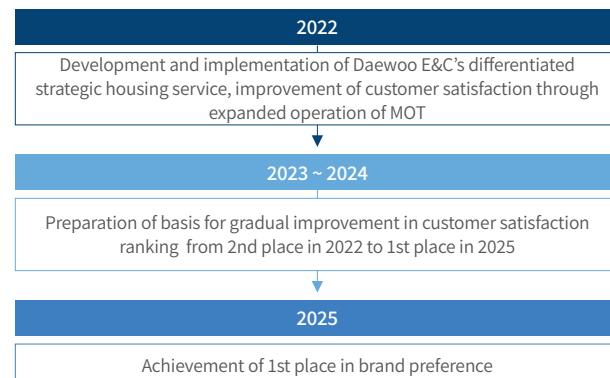 2022
Development and implementation of Daewoo E&C’s differentiated
strategic housing service, improvement of customer satisfaction through
expanded operation of MOT
2023 ~ 2024
Preparation of basis for gradual improvement in customer satisfaction
ranking from 2nd place in 2022 to 1st place in 2025
2025
Achievement of 1st place in brand preference